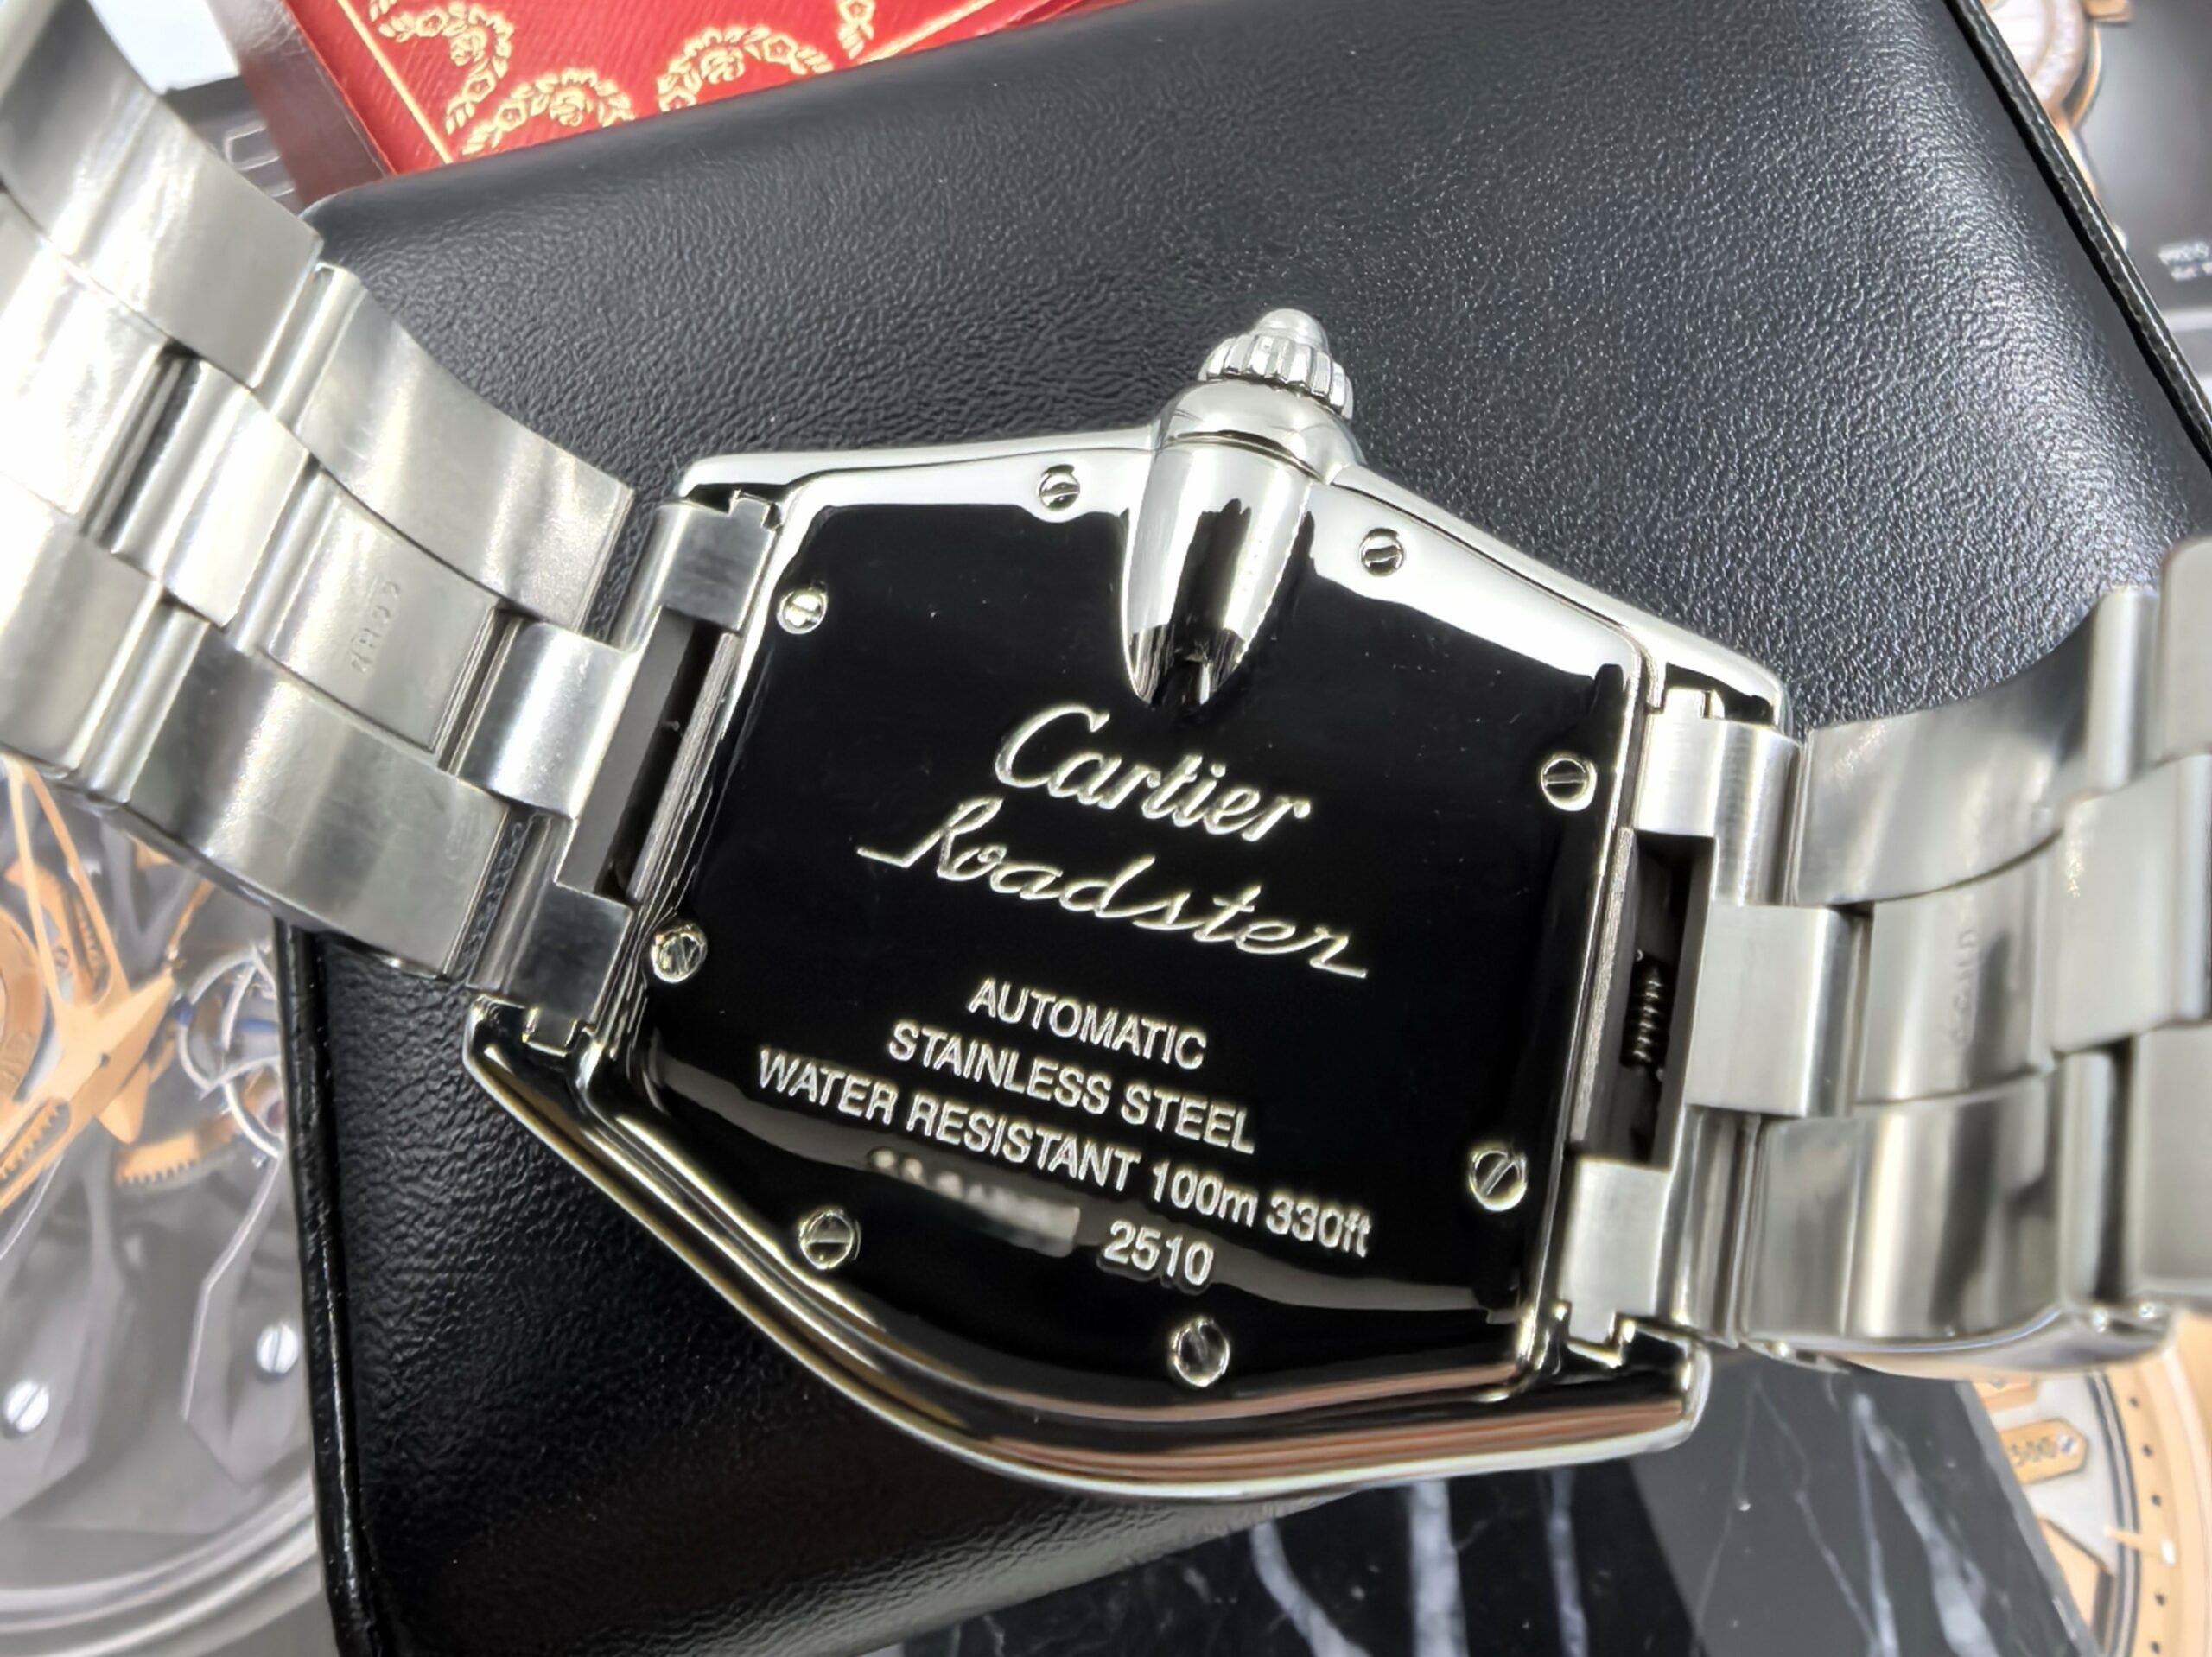 Cartier
Roadster
AUTOMATIC
STAINLESS STEEL
WATER RESISTANT 100m 330ft
2510